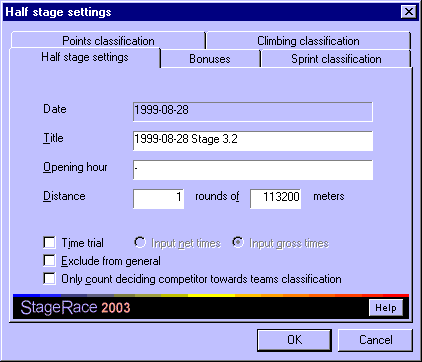 Half stage settings
Points classification Climbing classification
Half stage settings Bonuses Sprint classification
Date 1999-08-28
Title 1999-08-28 Stage 3.2
Opening hour -
Distance 1 rounds of 113200 meters
Time trial Input net times Input gross times
Exclude from general
Only count deciding competitor towards teams classification
StageRace 2003 Help
OK Cancel